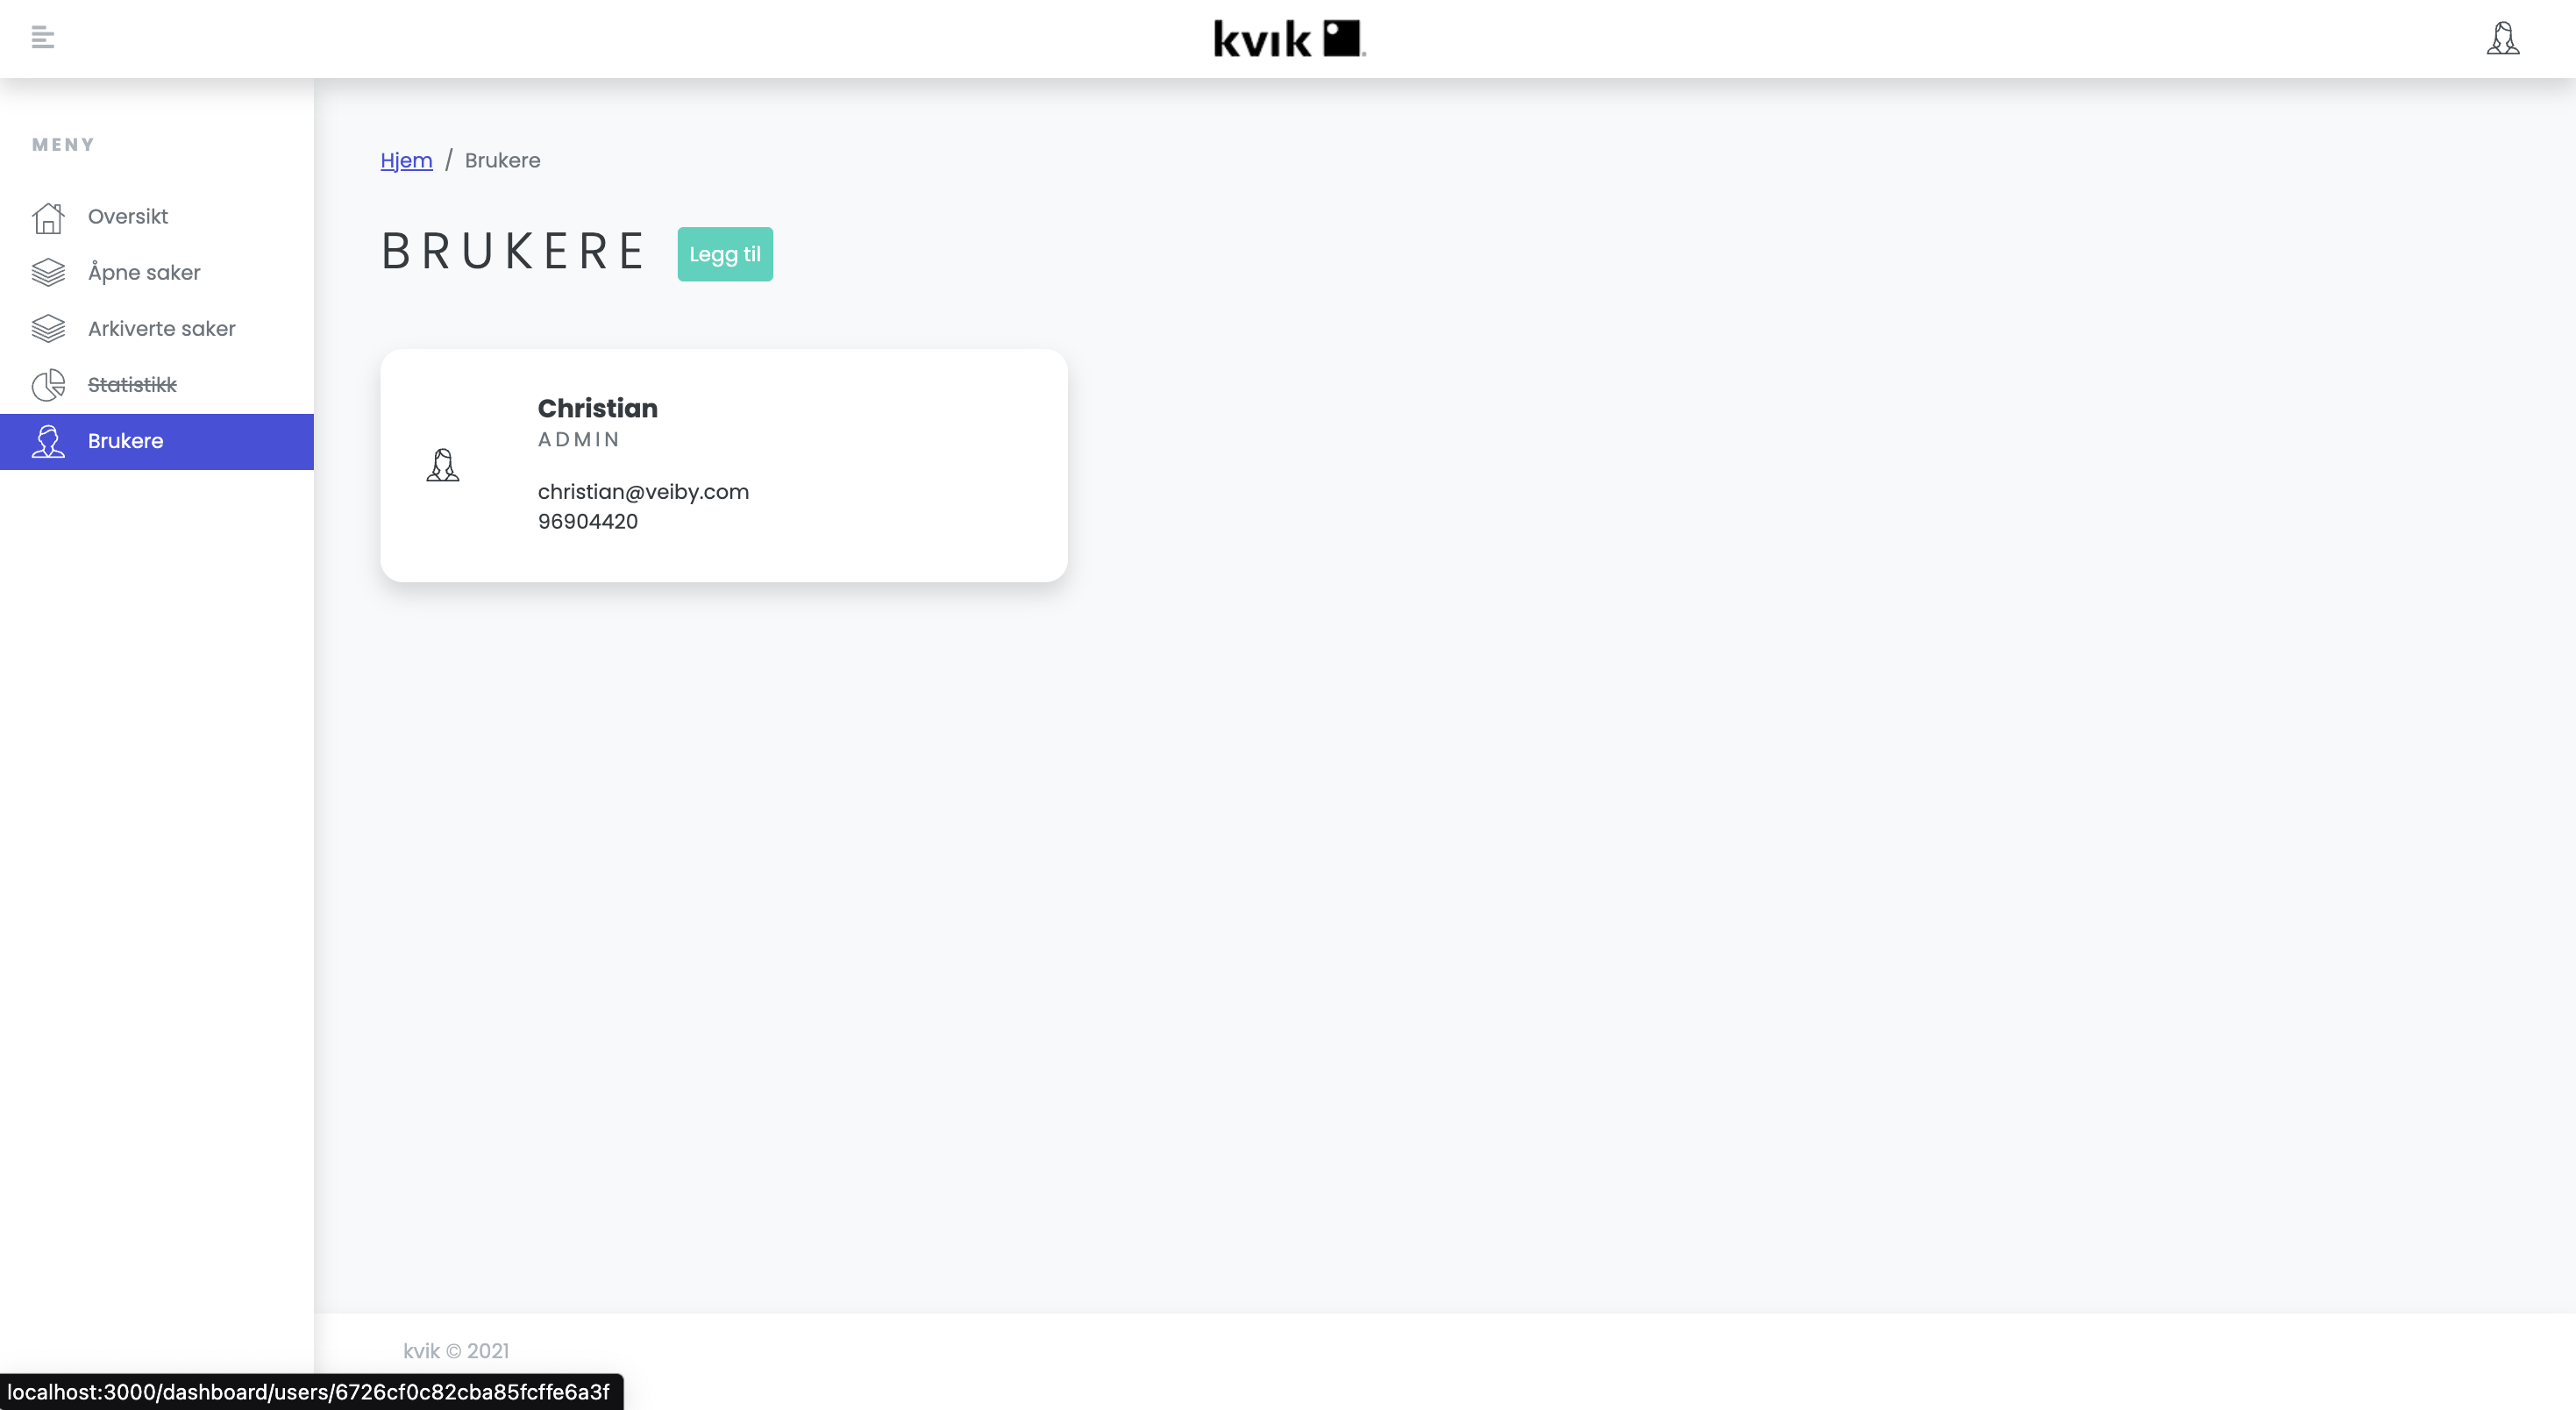 kvik
MENY
Oversikt
Åpne saker
Arkiverte saker
Statistikk
Brukere
Hjem / Brukere
BRUKERE
Legg til
Christian
ADMIN
christian@veiby.com
96904420
kvik © 2021
localhost:3000/dashboard/users/6726cf0c82cba85fcffe6a3f